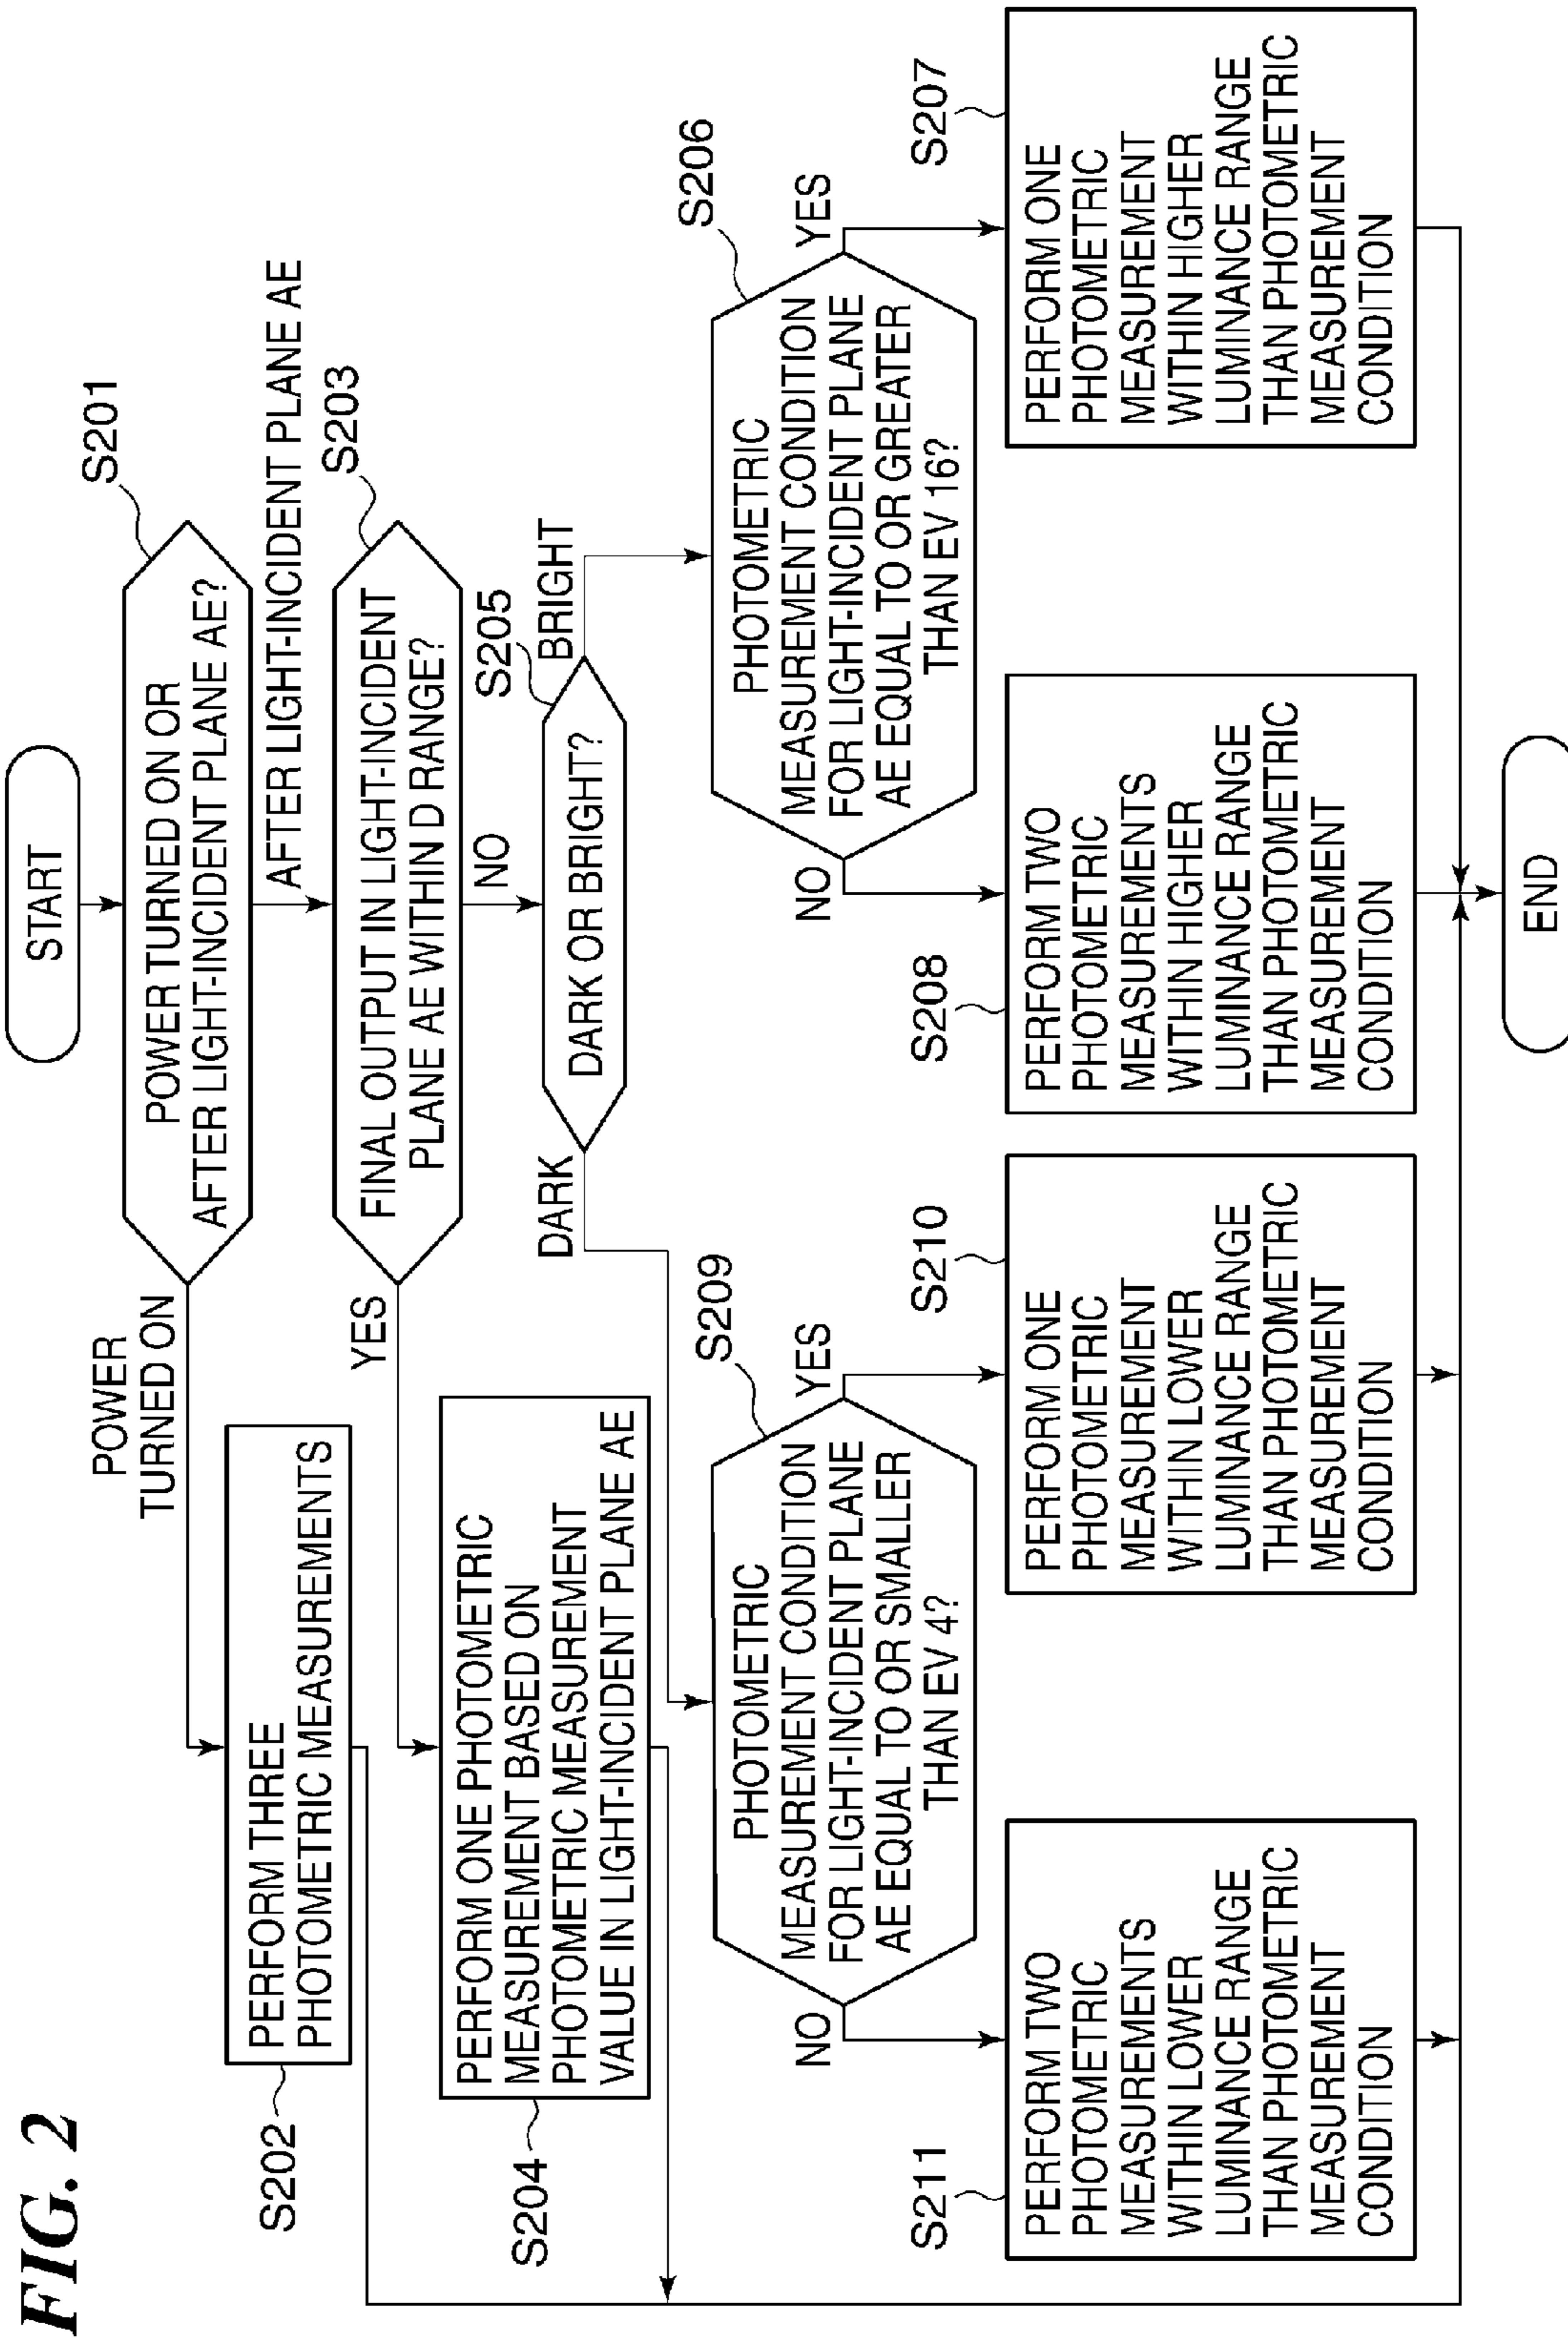 FIG. 2
START
S201
POWER TURNED ON OR
AFTER LIGHT-INCIDENT PLANE AE?
POWER
TURNED ON
AFTER LIGHT-INCIDENT PLANE AE
S202
PERFORM THREE
PHOTOMETRIC MEASUREMENTS
S203
FINAL OUTPUT IN LIGHT-INCIDENT
PLANE AE WITHIN D RANGE?
YES
NO
S204
PERFORM ONE PHOTOMETRIC
MEASUREMENT BASED ON
PHOTOMETRIC MEASUREMENT
VALUE IN LIGHT-INCIDENT PLANE AE
S205
DARK OR BRIGHT?
DARK
BRIGHT
S209
PHOTOMETRIC
MEASUREMENT CONDITION
FOR LIGHT-INCIDENT PLANE
AE EQUAL TO OR SMALLER
THAN EV 4?
NO
YES
S206
PHOTOMETRIC
MEASUREMENT CONDITION
FOR LIGHT-INCIDENT PLANE
AE EQUAL TO OR GREATER
THAN EV 16?
NO
YES
S211
PERFORM TWO
PHOTOMETRIC
MEASUREMENTS
WITHIN LOWER
LUMINANCE RANGE
THAN PHOTOMETRIC
MEASUREMENT
CONDITION
S210
PERFORM ONE
PHOTOMETRIC
MEASUREMENT
WITHIN LOWER
LUMINANCE RANGE
THAN PHOTOMETRIC
MEASUREMENT
CONDITION
S208
PERFORM TWO
PHOTOMETRIC
MEASUREMENTS
WITHIN HIGHER
LUMINANCE RANGE
THAN PHOTOMETRIC
MEASUREMENT
CONDITION
S207
PERFORM ONE
PHOTOMETRIC
MEASUREMENT
WITHIN HIGHER
LUMINANCE RANGE
THAN PHOTOMETRIC
MEASUREMENT
CONDITION
END